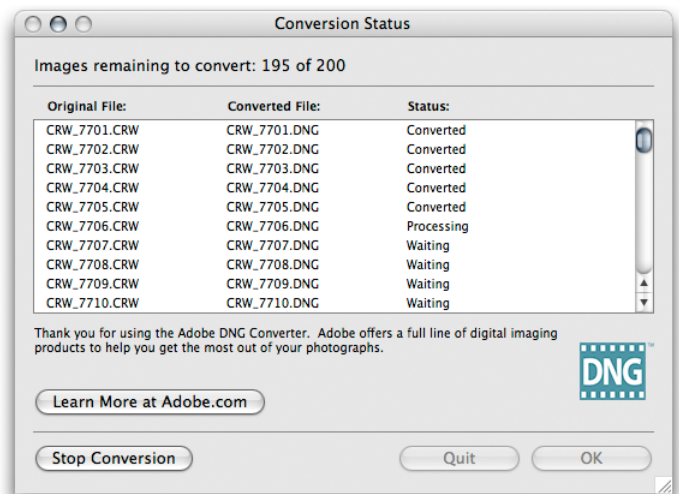 Conversion Status
Images remaining to convert: 195 of 200
Original File: Converted File: Status:
CRW_7701.CRW CRW_7701.DNG Converted
CRW_7702.CRW CRW_7702.DNG Converted
CRW_7703.CRW CRW_7703.DNG Converted
CRW_7704.CRW CRW_7704.DNG Converted
CRW_7705.CRW CRW_7705.DNG Converted
CRW_7706.CRW CRW_7706.DNG Processing
CRW_7707.CRW CRW_7707.DNG Waiting
CRW_7708.CRW CRW_7708.DNG Waiting
CRW_7709.CRW CRW_7709.DNG Waiting
CRW_7710.CRW CRW_7710.DNG Waiting
Thank you for using the Adobe DNG Converter. Adobe offers a full line of digital imaging
products to help you get the most out of your photographs.
DNG™
Learn More at Adobe.com
Stop Conversion Quit OK